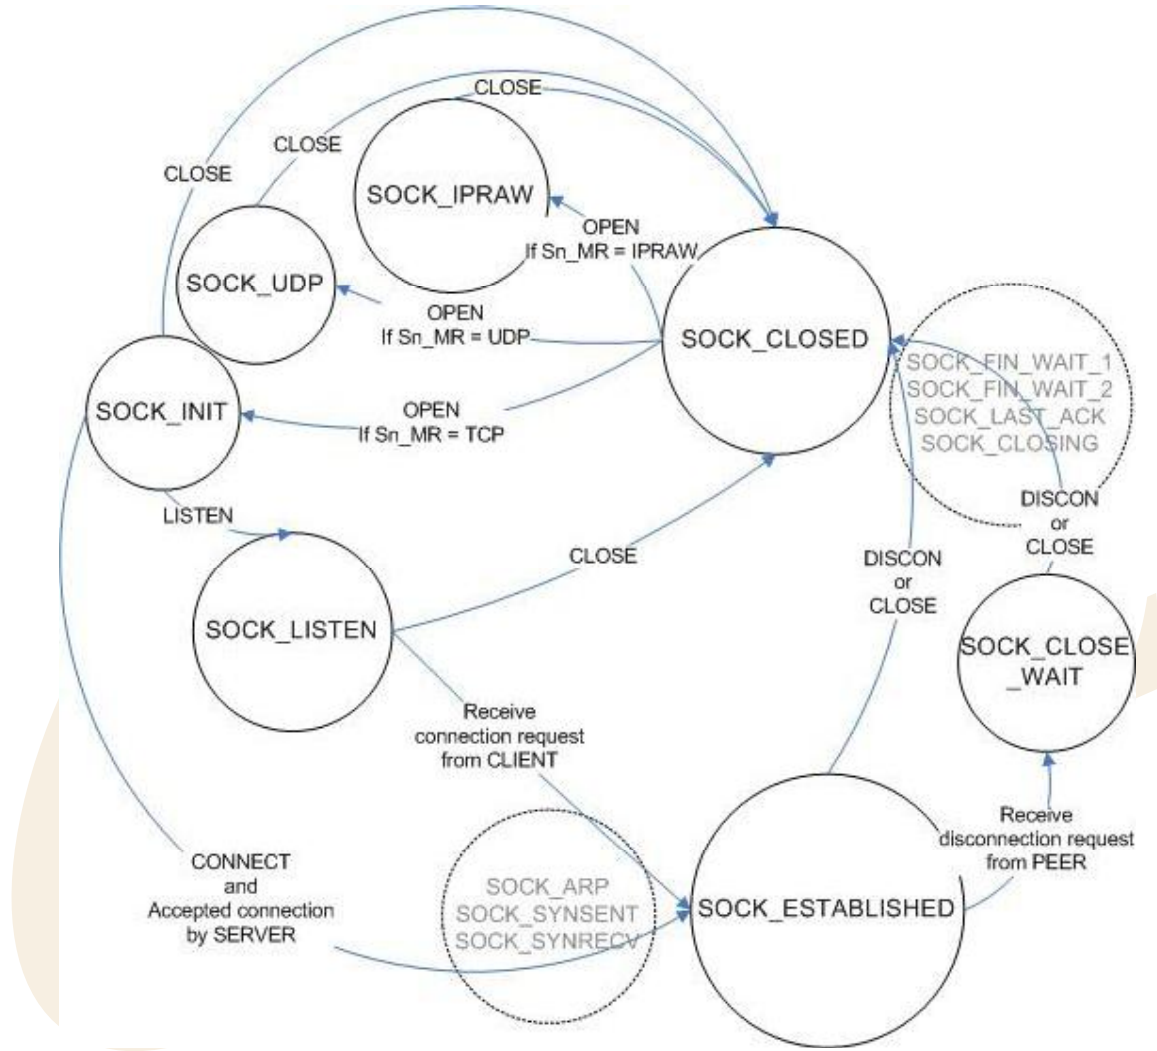 CLOSE
CLOSE
CLOSE
SOCK_IPRAW
OPEN
If Sn_MR = IPRAW
SOCK_UDP
OPEN
If Sn_MR = UDP
SOCK_CLOSED
SOCK_FIN_WAIT_1
SOCK_FIN_WAIT_2
SOCK_LAST_ACK
SOCK_CLOSING
SOCK_INIT
OPEN
If Sn_MR = TCP
LISTEN
DISCON
or
CLOSE
CLOSE
DISCON
or
CLOSE
SOCK_LISTEN
SOCK_CLOSE
_WAIT
Receive
connection request
from CLIENT
Receive
disconnection request
from PEER
CONNECT
and
Accepted connection
by SERVER
SOCK_ARP
SOCK_SYNSENT
SOCK_SYNRECV
SOCK_ESTABLISHED